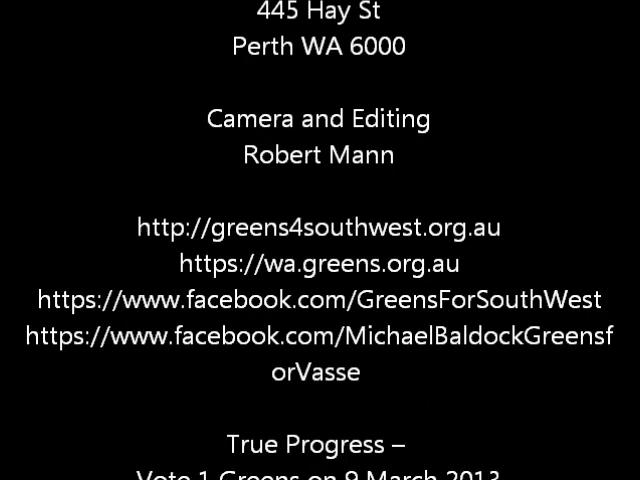 445 Hay St
Perth WA 6000
Camera and Editing
Robert Mann
http://greens4southwest.org.au
https://wa.greens.org.au
https://www.facebook.com/GreensForSouthWest
https://www.facebook.com/MichaelBaldockGreensf
orVasse
True Progress –
Vote 1 Greens on 9 March 2013